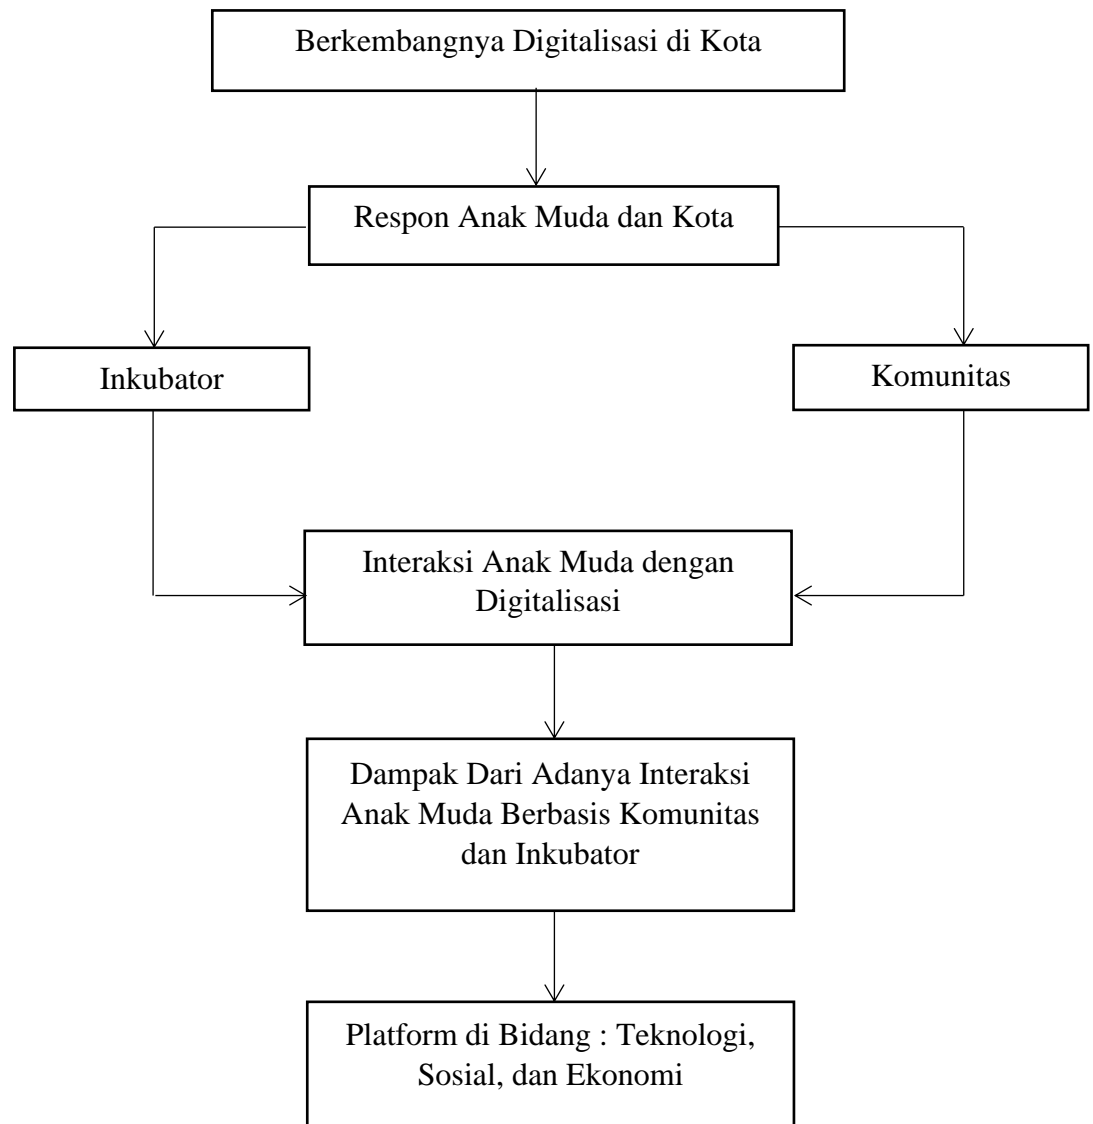 Berkembangnya Digitalisasi di Kota
Respon Anak Muda dan Kota
Inkubator
Komunitas
Interaksi Anak Muda dengan
Digitalisasi
Dampak Dari Adanya Interaksi
Anak Muda Berbasis Komunitas
dan Inkubator
Platform di Bidang : Teknologi,
Sosial, dan Ekonomi